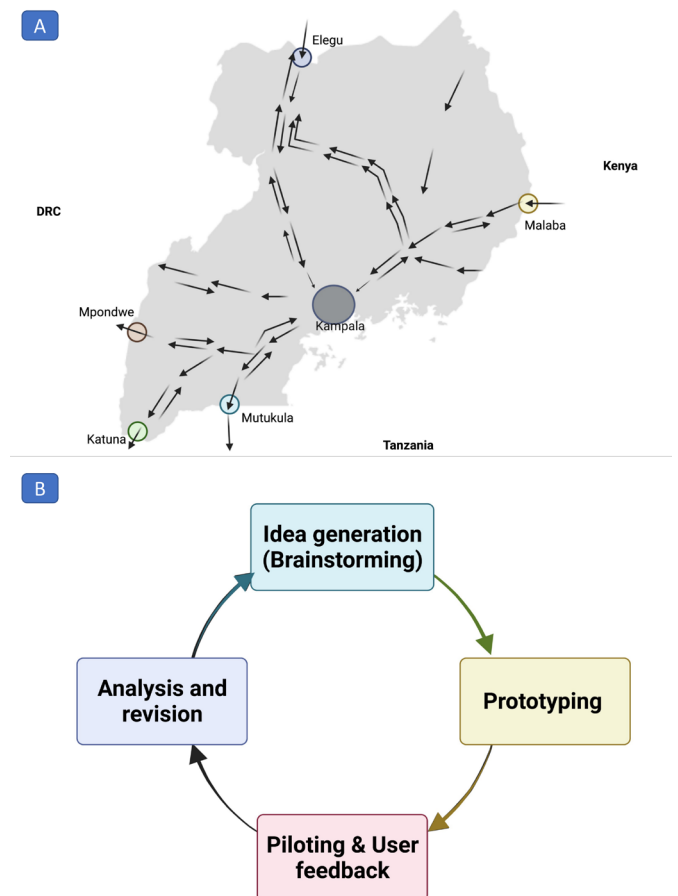 A
Elegu
Kenya
DRC
Malaba
Mpondwe
Kampala
Mutukula
Katuna
Tanzania
B
Idea generation
(Brainstorming)
Analysis and
revision
Prototyping
Piloting & User
feedback